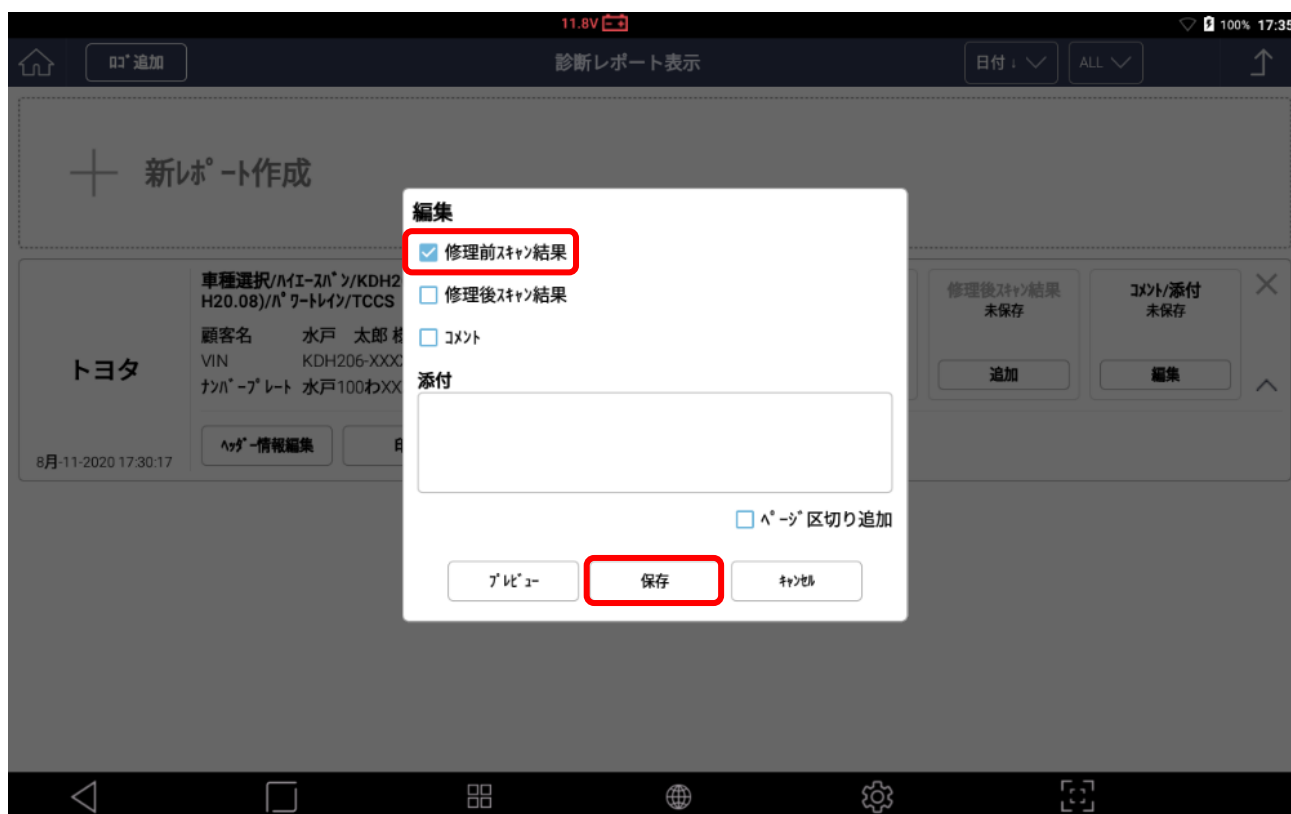 11.8V
100% 17:35
ﾛｺﾞ追加
診断レポート表示
日付↓
ALL
新ﾚﾎﾟｰﾄ作成
編集
修理前ｽｷｬﾝ結果
修理後ｽｷｬﾝ結果
ｺﾒﾝﾄ
添付
ﾍﾟｰｼﾞ区切り追加
ﾌﾟﾚﾋﾞｭｰ
保存
ｷｬﾝｾﾙ
トヨタ
8月-11-2020 17:30:17
車種選択/ﾊｲｴｰｽﾊﾞﾝ/KDH2
H20.08)/ﾊﾟﾜｰﾄﾚｲﾝ/TCCS
顧客名 水戸 太郎 様
VIN KDH206-XXX
ﾅﾝﾊﾞｰﾌﾟﾚｰﾄ 水戸100わXX
ﾍｯﾀﾞｰ情報編集
修理後ｽｷｬﾝ結果
未保存
追加
ｺﾒﾝﾄ/添付
未保存
編集